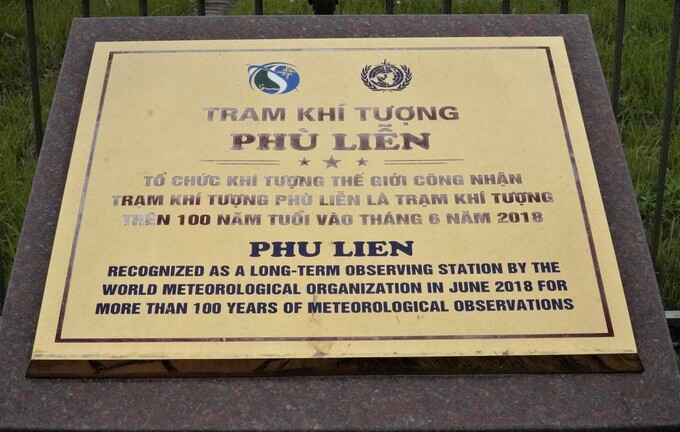 TRẠM KHÍ TƯỢNG
PHÙ LIỄN
TỔ CHỨC KHÍ TƯỢNG THẾ GIỚI CÔNG NHẬN
TRẠM KHÍ TƯỢNG PHÙ LIỄN LÀ TRẠM KHÍ TƯỢNG
TRÊN 100 NĂM TUỔI VÀO THÁNG 6 NĂM 2018
PHU LIEN
RECOGNIZED AS A LONG-TERM OBSERVING STATION BY THE
WORLD METEOROLOGICAL ORGANIZATION IN JUNE 2018 FOR
MORE THAN 100 YEARS OF METEOROLOGICAL OBSERVATIONS